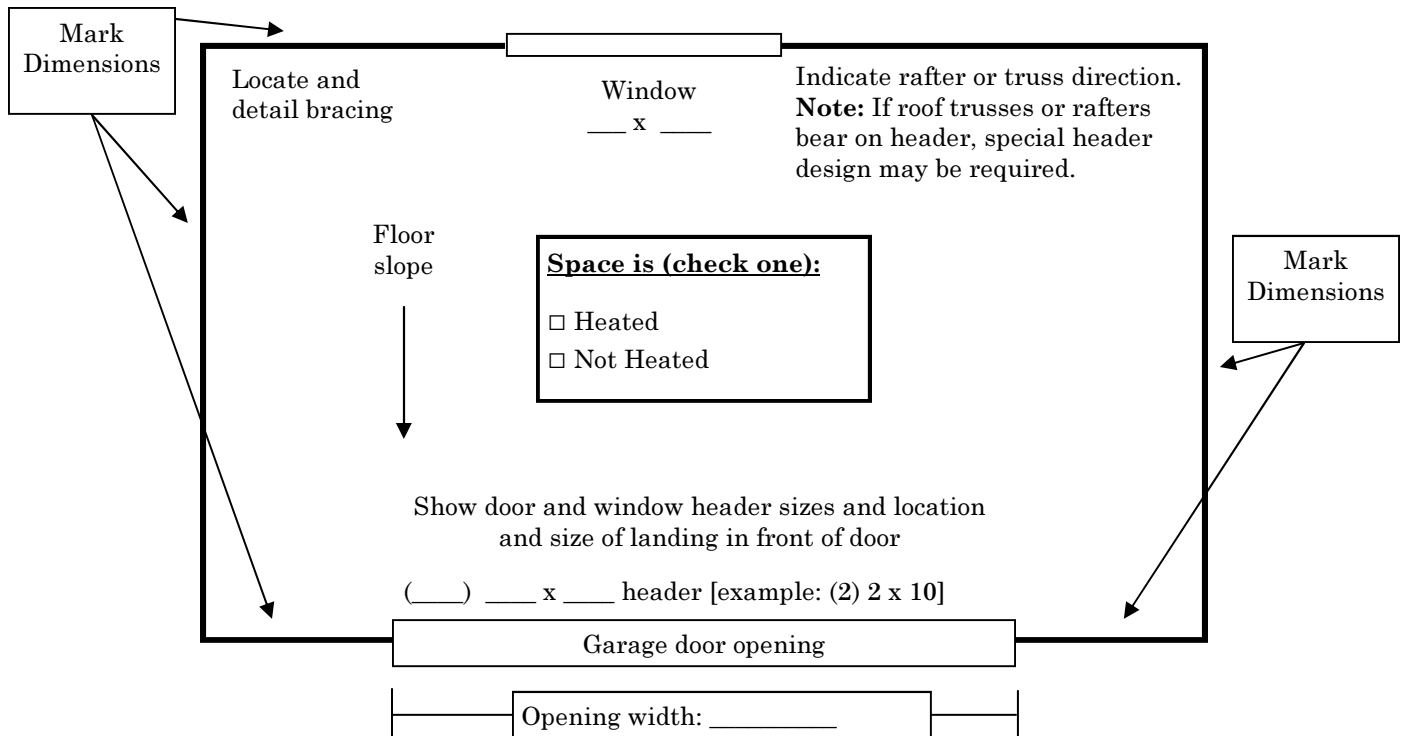 Mark
Dimensions
Locate and
detail bracing
Window
___ x ____
Indicate rafter or truss direction.
Note: If roof trusses or rafters
bear on header, special header
design may be required.
Floor
slope
Space is (check one):
□ Heated
□ Not Heated
Mark
Dimensions
Show door and window header sizes and location
and size of landing in front of door
(____) ____ x ____ header [example: (2) 2 x 10]
Garage door opening
Opening width: __________